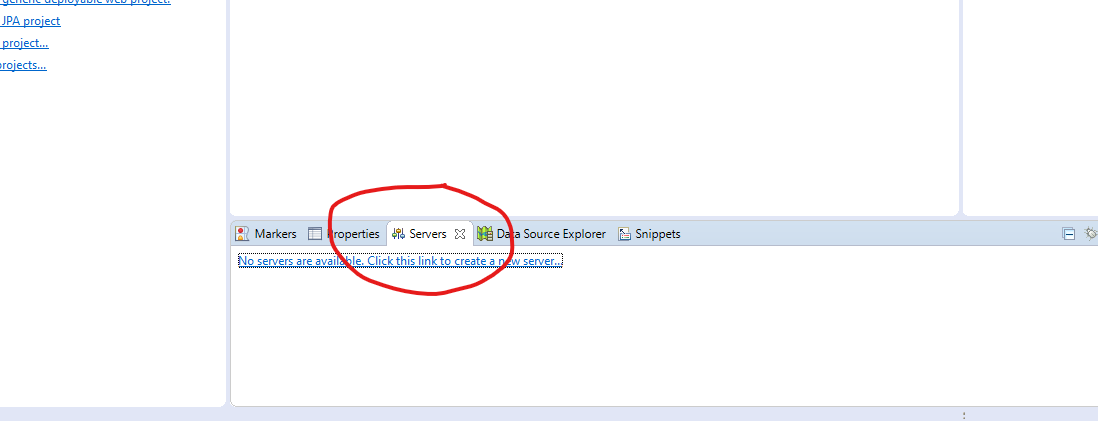 generic deployable web project.
JPA project
project...
rojects...
Markers Properties Servers Data Source Explorer Snippets
No servers are available. Click this link to create a new server...